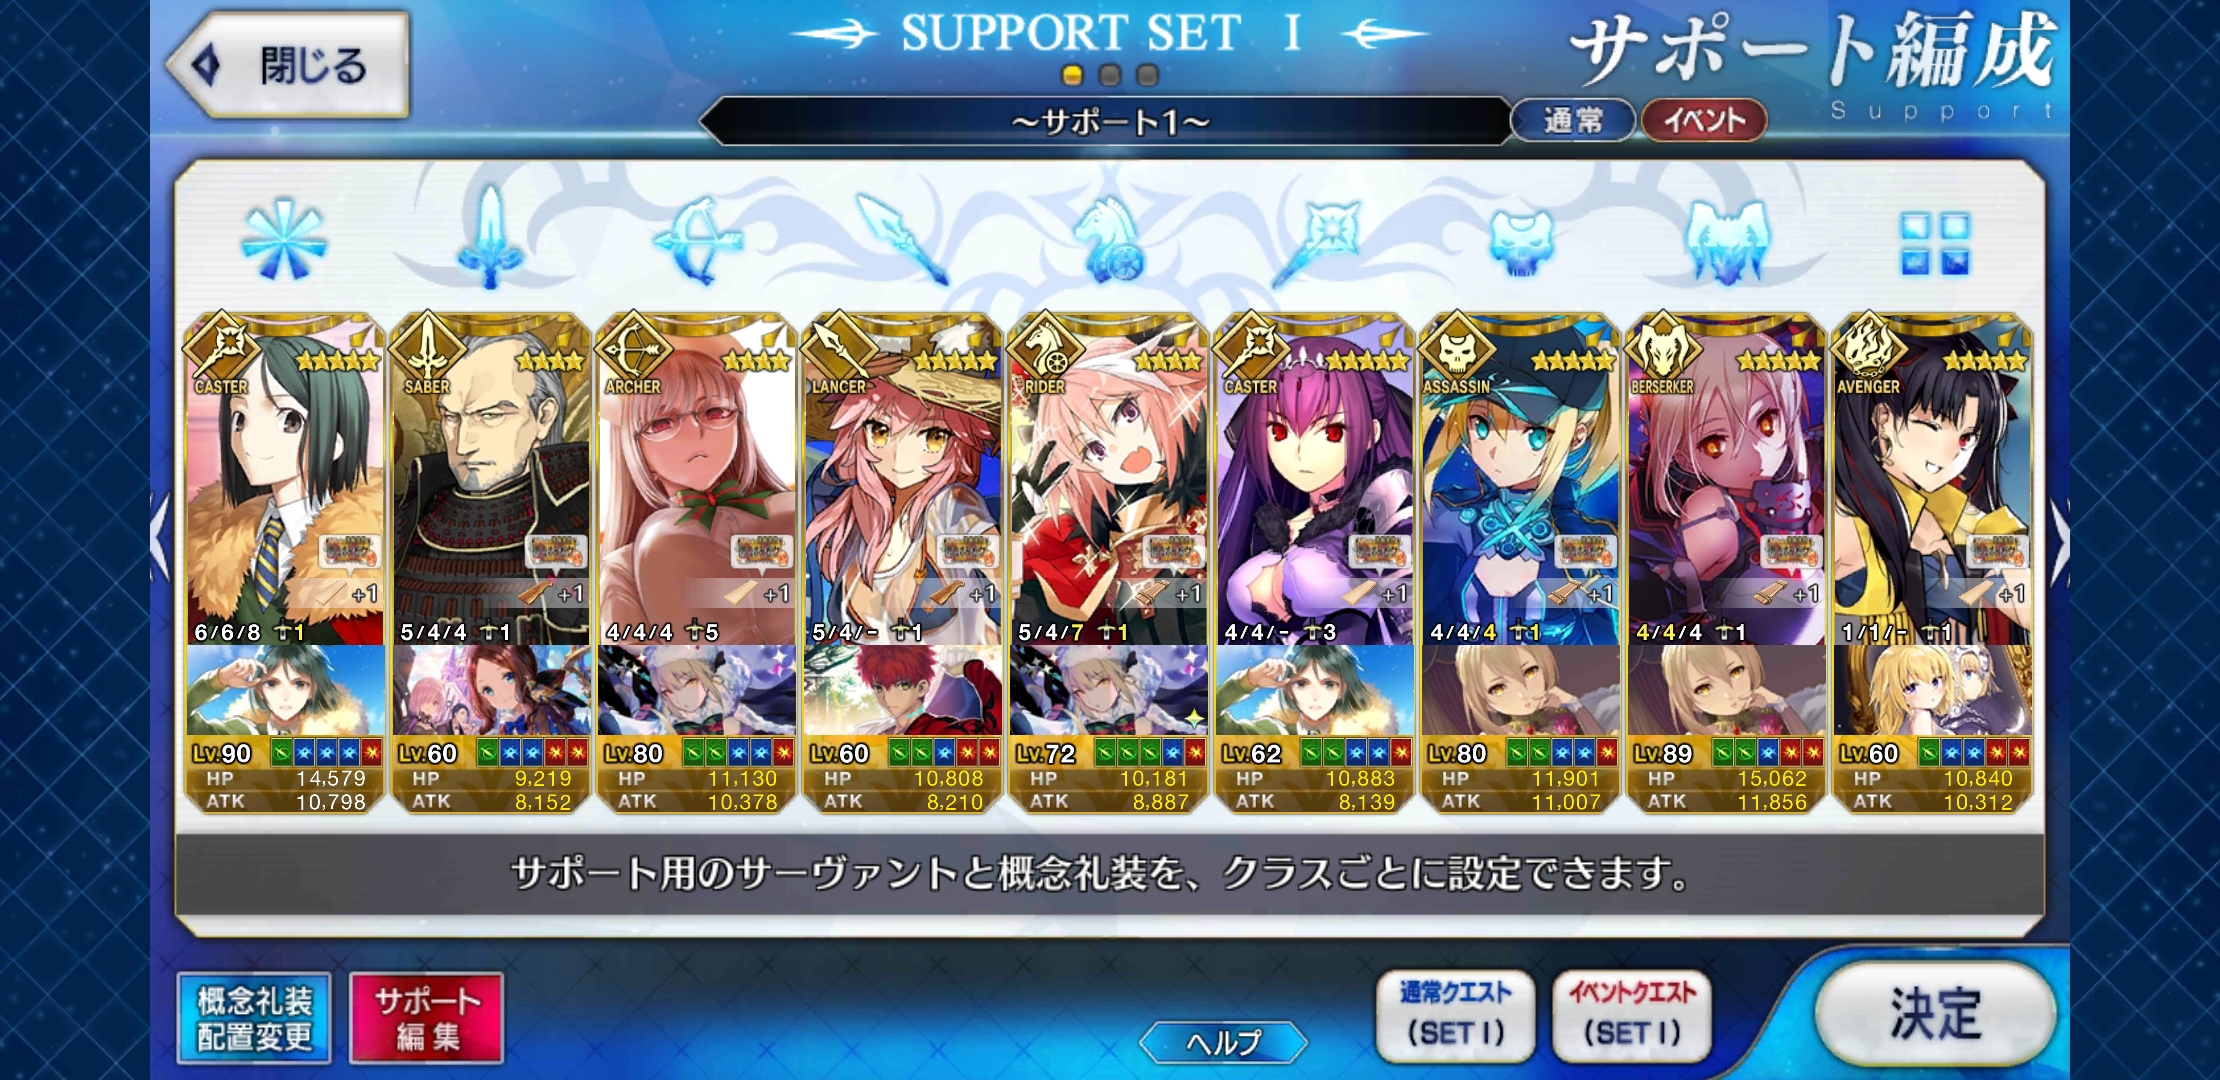 閉じる
SUPPORT SET I
サポート編成
Support
～サポート1～
通常
イベント
CASTER
SABER
ARCHER
LANCER
RIDER
CASTER
ASSASSIN
BERSERKER
AVENGER
+1
+1
+1
+1
+1
+1
+1
+1
+1
6/6/8 1
5/4/4 1
4/4/4 5
5/4/- 1
5/4/7 1
4/4/- 3
4/4/4 1
4/4/4 1
1/1/- 1
Lv.90
Lv.60
Lv.80
Lv.60
Lv.72
Lv.62
Lv.80
Lv.89
Lv.60
HP 14,579
HP 9,219
HP 11,130
HP 10,808
HP 10,181
HP 10,883
HP 11,901
HP 15,062
HP 10,840
ATK 10,798
ATK 8,152
ATK 10,378
ATK 8,210
ATK 8,887
ATK 8,139
ATK 11,007
ATK 11,856
ATK 10,312
サポート用のサーヴァントと概念礼装を、クラスごとに設定できます。
概念礼装
配置変更
サポート
編集
ヘルプ
通常クエスト
(SET I)
イベントクエスト
(SET I)
決定